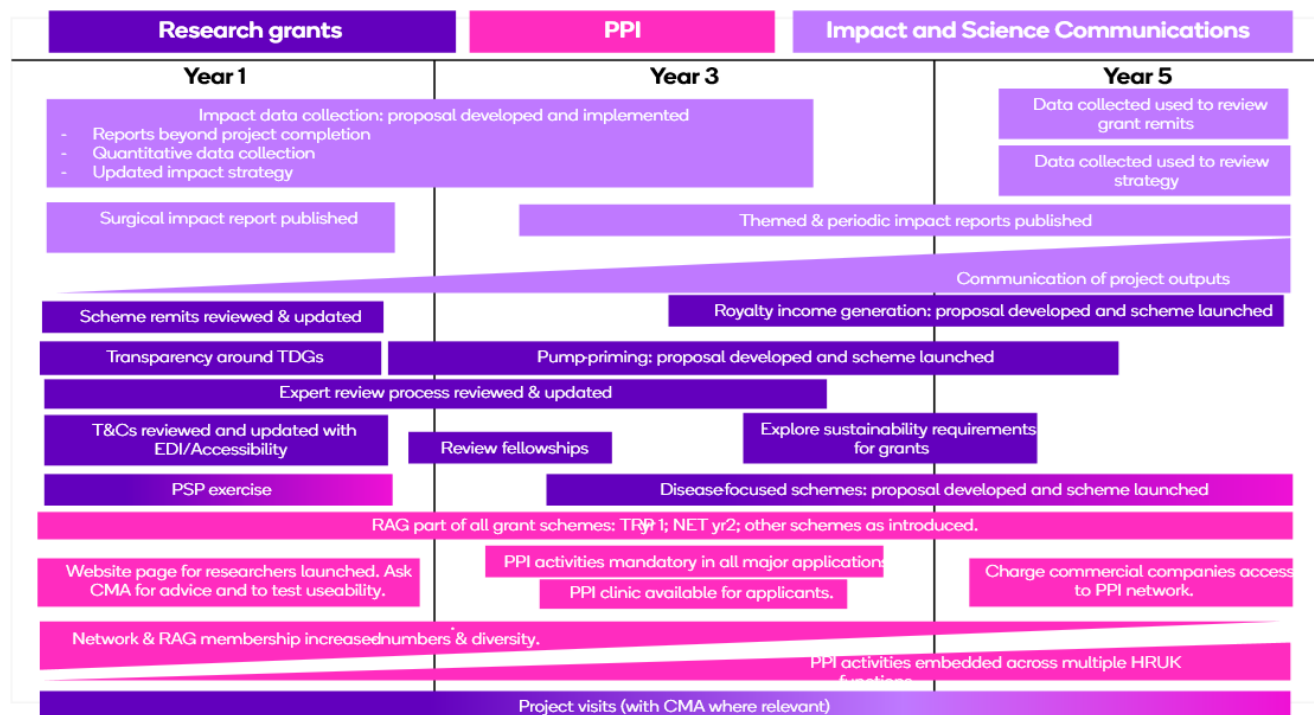 Research grants
PPI
Impact and Science Communications
Year 1
Year 3
Year 5
Impact data collection: proposal developed and implemented
- Reports beyond project completion
- Quantitative data collection
- Updated impact strategy
Data collected used to review
grant remits
Data collected used to review
strategy
Surgical impact report published
Themed & periodic impact reports published
Communication of project outputs
Scheme remits reviewed & updated
Royalty income generation: proposal developed and scheme launched
Transparency around TDGs
Pump-priming: proposal developed and scheme launched
Expert review process reviewed & updated
T&Cs reviewed and updated with
EDI/Accessibility
Review fellowships
Explore sustainability requirements
for grants
PSP exercise
Disease-focused schemes: proposal developed and scheme launched
RAG part of all grant schemes: 1; NET yr2; other schemes as introduced.
Website page for researchers launched. Ask
CMA for advice and to test useability.
PPI activities mandatory in all major applications
PPI clinic available for applicants.
Charge commercial companies access
to PPI network.
Network & RAG membership increased-numbers & diversity.
PPI activities embedded across multiple HRUK
functions
Project visits (with CMA where relevant)